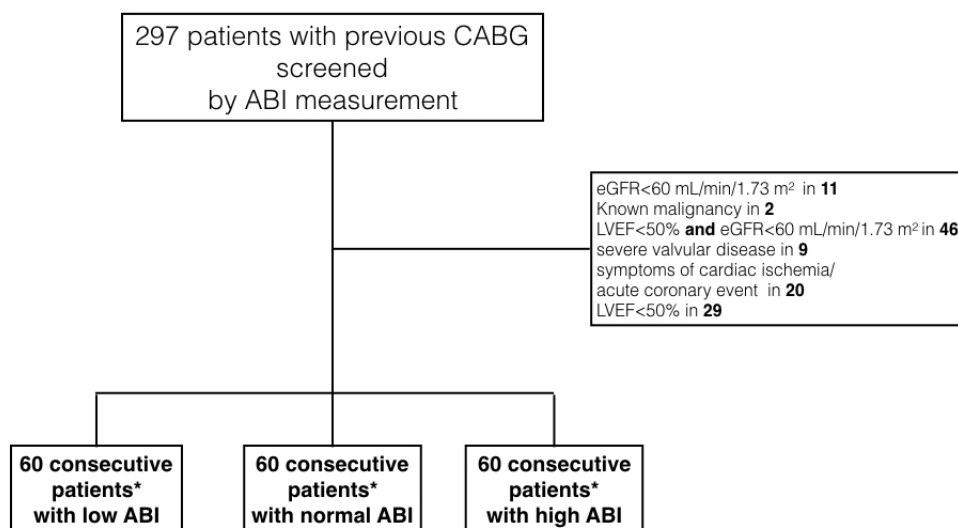 297 patients with previous CABG
screened
by ABI measurement
eGFR<60 mL/min/1.73 m² in 11
Known malignancy in 2
LVEF<50% and eGFR<60 mL/min/1.73 m² in 46
severe valvular disease in 9
symptoms of cardiac ischemia/
acute coronary event in 20
LVEF<50% in 29
60 consecutive
patients*
with low ABI
60 consecutive
patients*
with normal ABI
60 consecutive
patients*
with high ABI